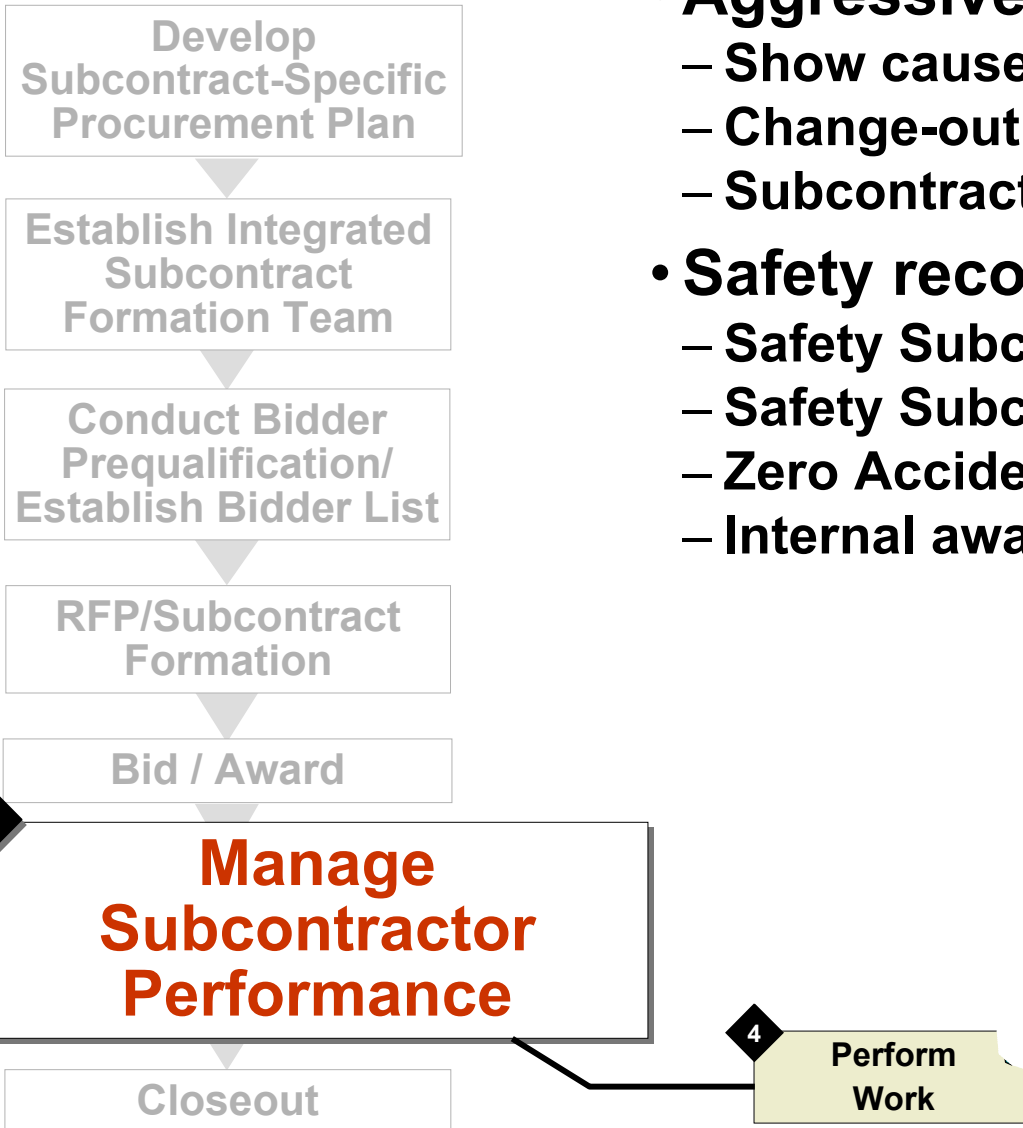 Develop
Subcontract-Specific
Procurement Plan
Establish Integrated
Subcontract
Formation Team
Conduct Bidder
Prequalification/
Establish Bidder List
RFP/Subcontract
Formation
Bid / Award
Manage
Subcontractor
Performance
Closeout
4
Perform
Work
Aggressive
– Show cause
– Change-out
– Subcontract
• Safety reco
– Safety Subc
– Safety Subc
– Zero Accide
– Internal awa